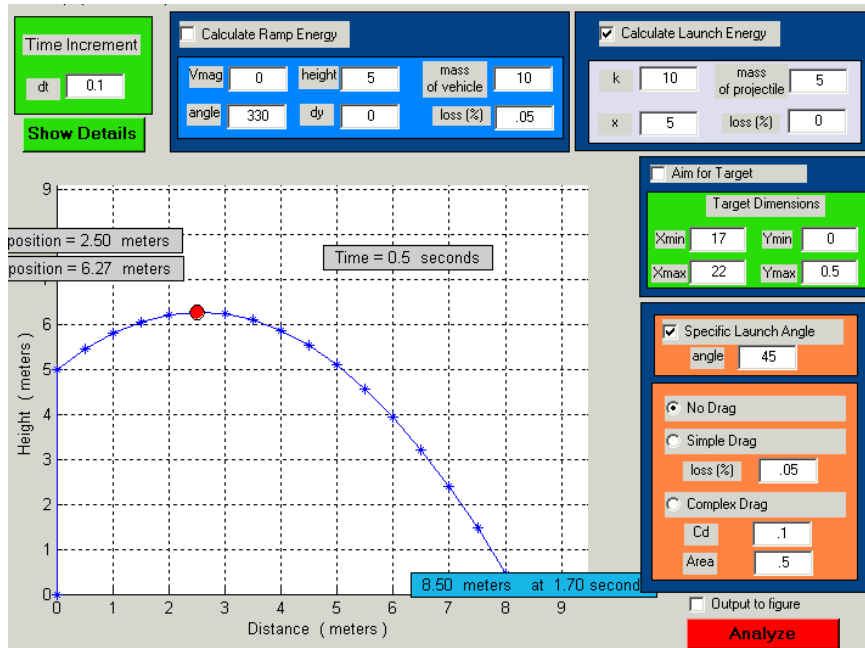 Time Increment
dt 0.1
Show Details
Calculate Ramp Energy
Vmag 0 height 5 mass of vehicle 10
angle 330 dy 0 loss (%) .05
Calculate Launch Energy
k 10 mass of projectile 5
x 5 loss (%) 0
Aim for Target
Target Dimensions
Xmin 17 Ymin 0
Xmax 22 Ymax 0.5
Specific Launch Angle
angle 45
No Drag
Simple Drag
loss (%) .05
Complex Drag
Cd .1
Area .5
Output to figure
Analyze
position = 2.50 meters
position = 6.27 meters
Time = 0.5 seconds
8.50 meters at 1.70 second
Height ( meters )
9
6
5
4
3
2
1
0
0 1 2 3 4 5 6 7 8 9
Distance ( meters )